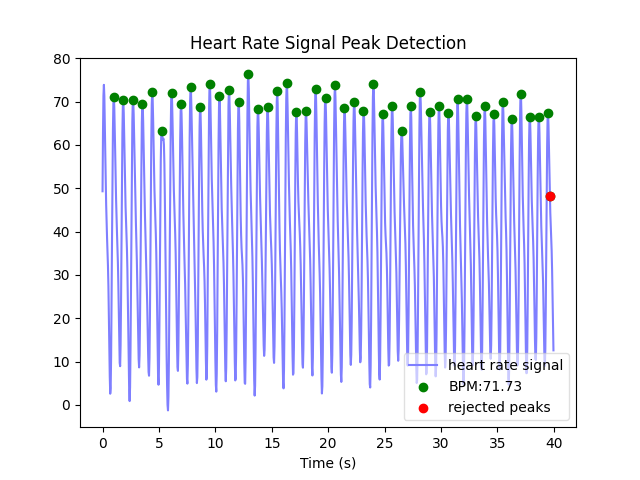 Heart Rate Signal Peak Detection
80
70
60
50
40
30
20
10
0
0 5 10 15 20 25 30 35 40
Time (s)
heart rate signal
BPM:71.73
rejected peaks